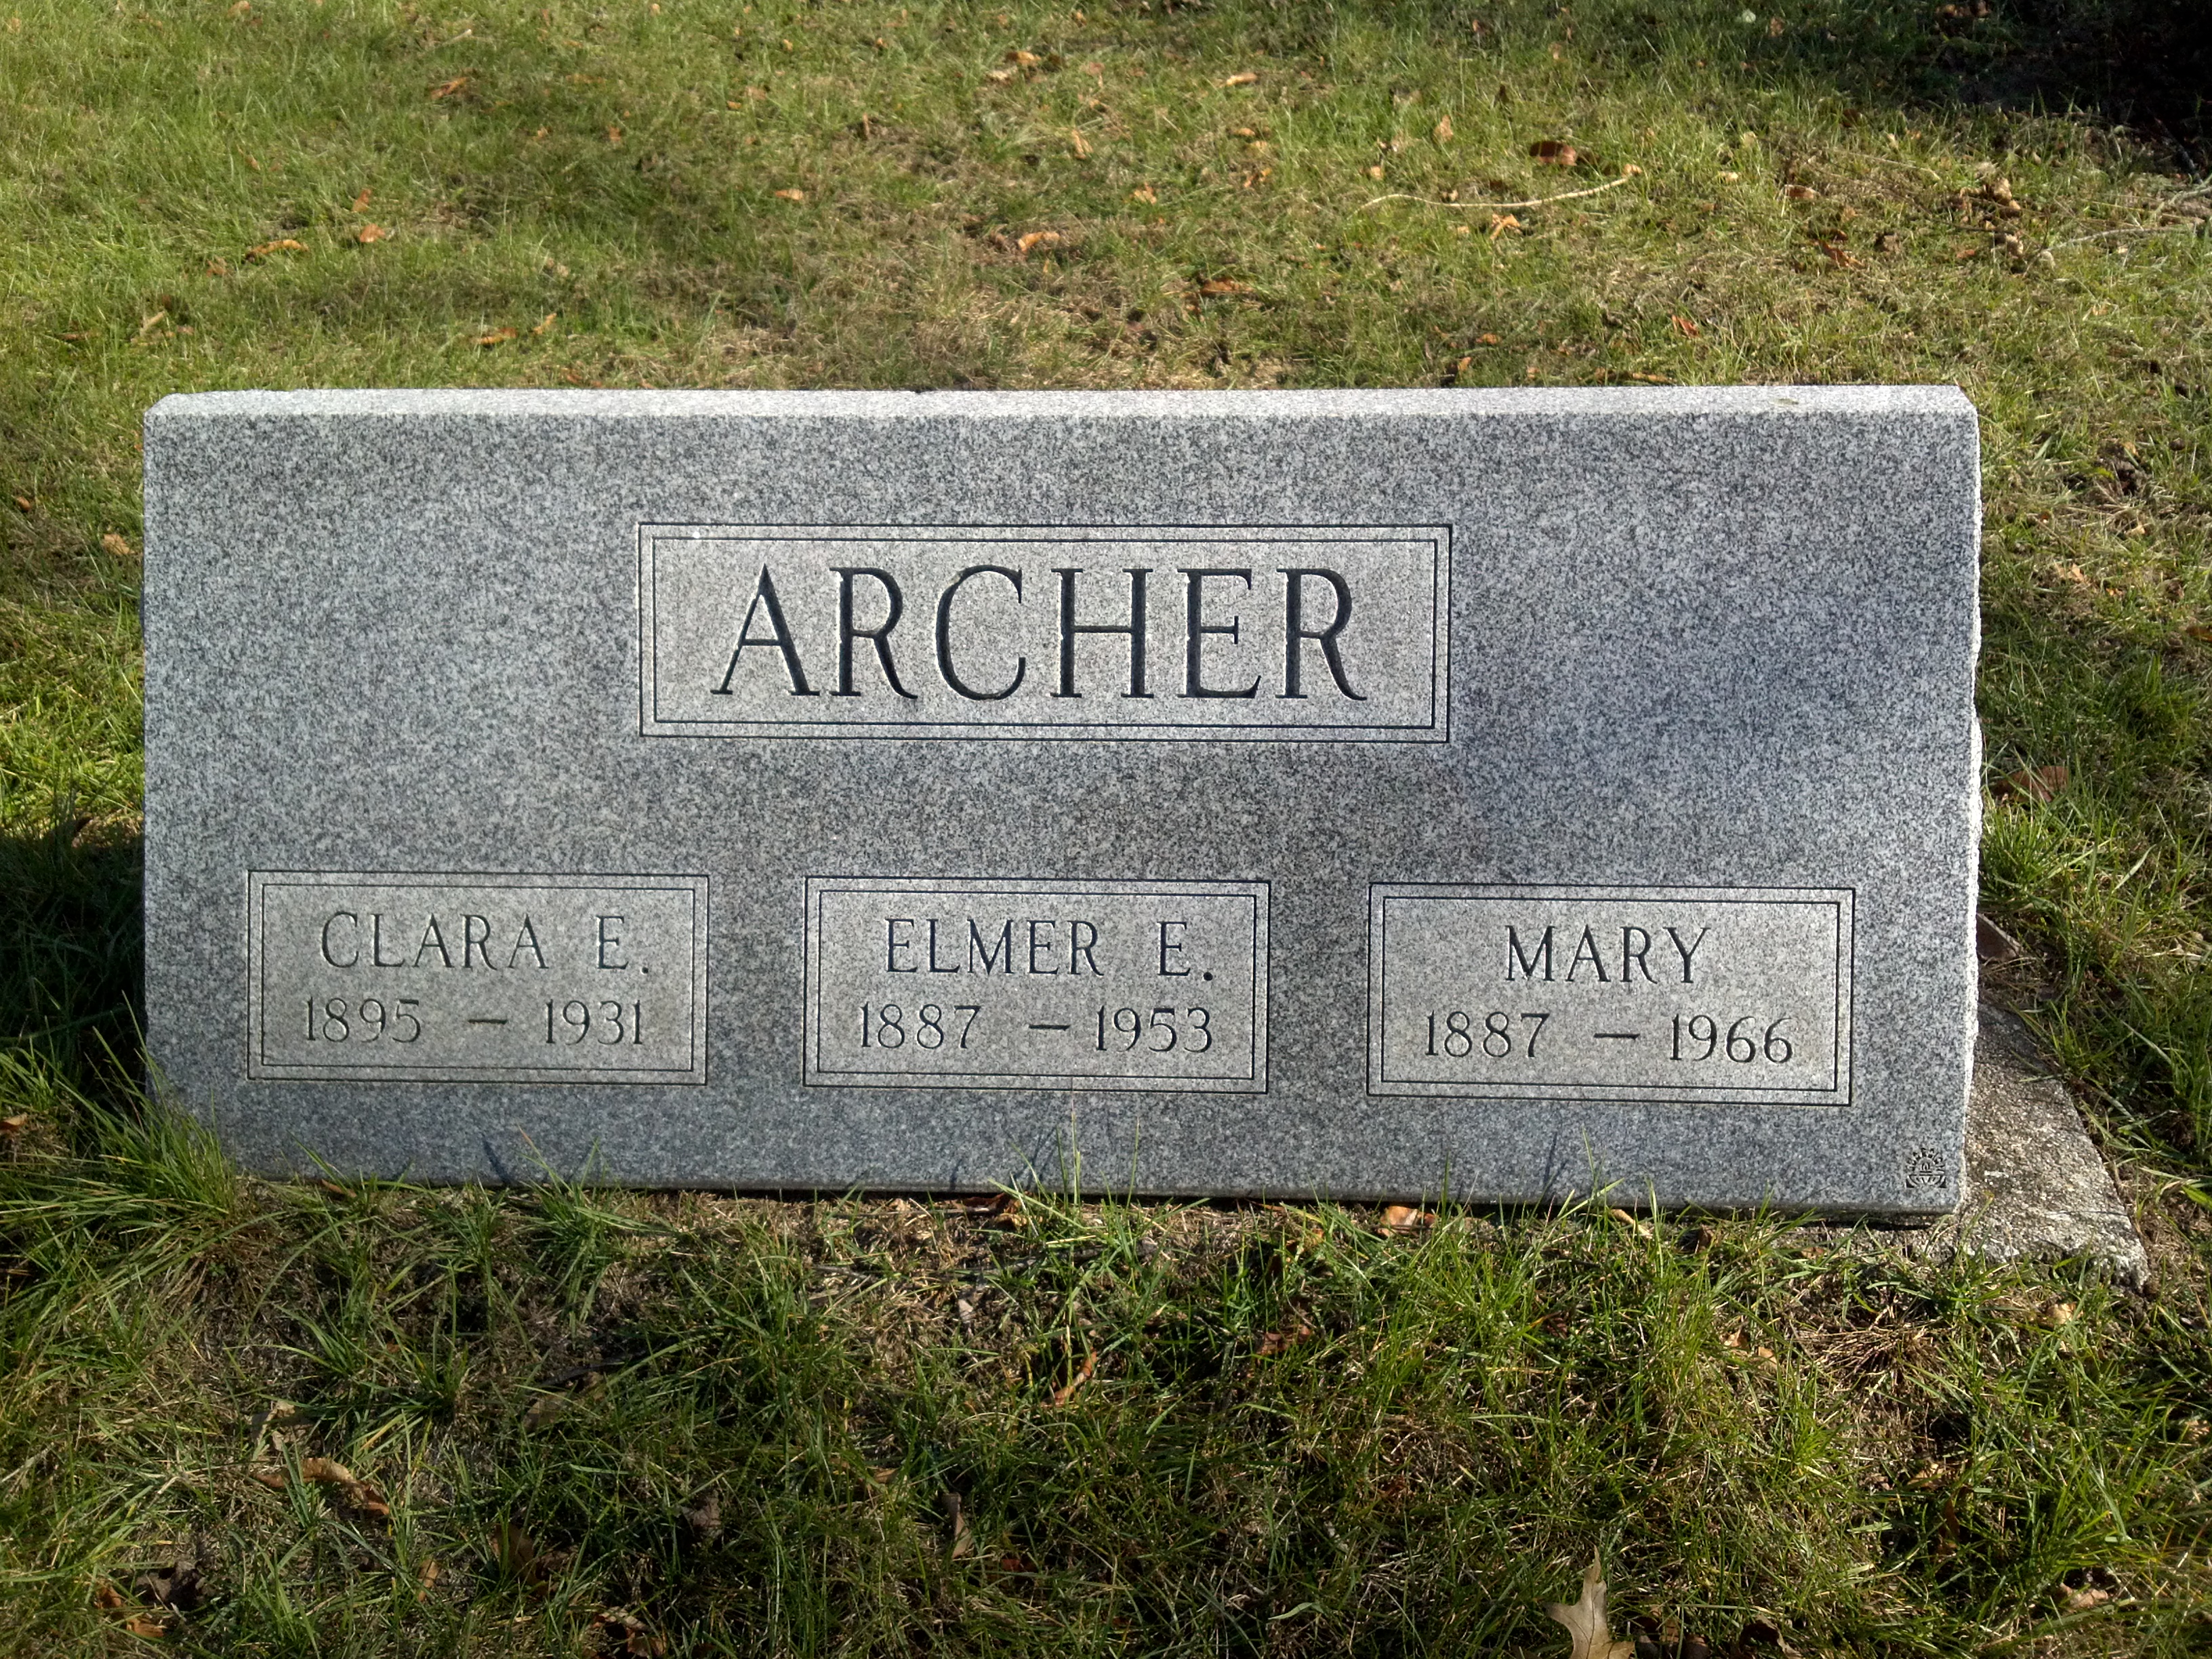 ARCHER
CLARA E.
1895 – 1931
ELMER E.
1887 – 1953
MARY
1887 – 1966